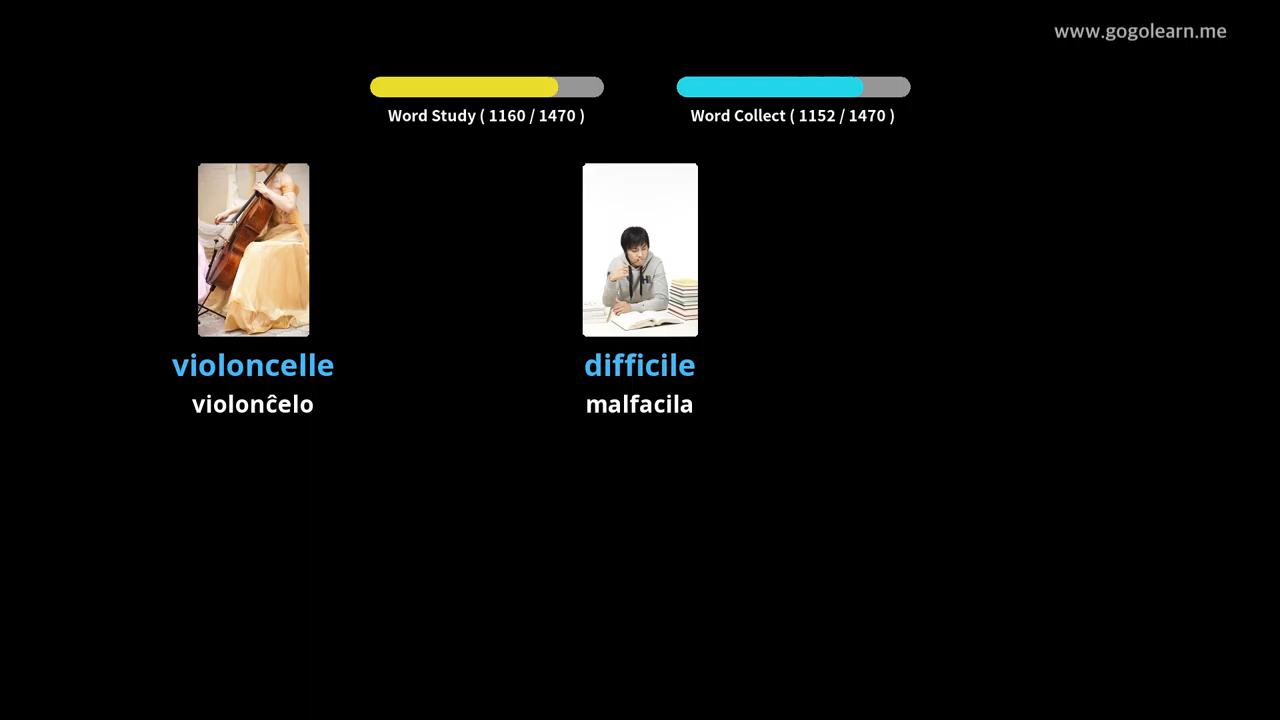 www.gogolearn.me
Word Study ( 1160 / 1470 )
Word Collect ( 1152 / 1470 )
violoncelle
violonĉelo
difficile
malfacila